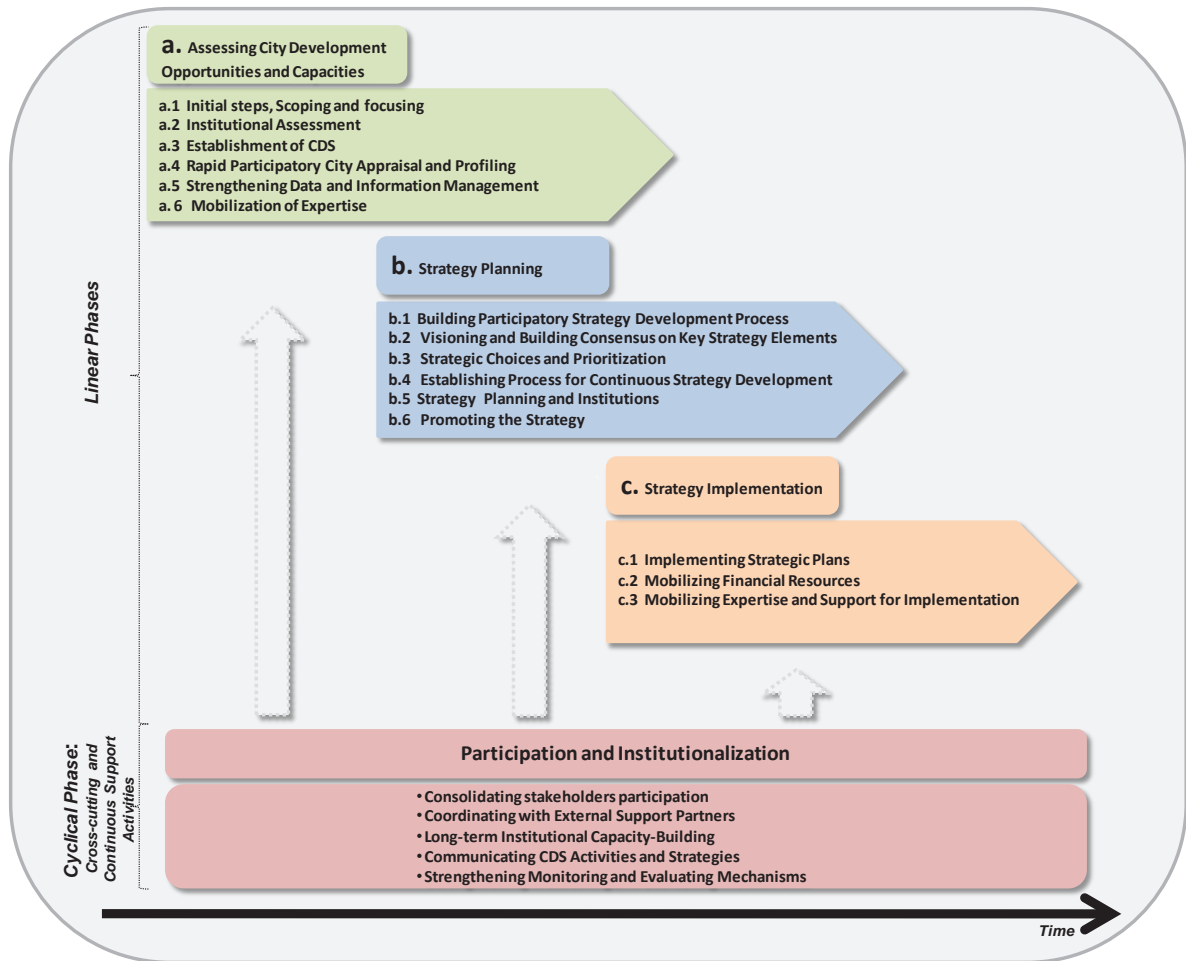 a. Assessing City Development
Opportunities and Capacities
a.1 Initial steps, Scoping and focusing
a.2 Institutional Assessment
a.3 Establishment of CDS
a.4 Rapid Participatory City Appraisal and Profiling
a.5 Strengthening Data and Information Management
a. 6 Mobilization of Expertise
b. Strategy Planning
b.1 Building Participatory Strategy Development Process
b.2 Visioning and Building Consensus on Key Strategy Elements
b.3 Strategic Choices and Prioritization
b.4 Establishing Process for Continuous Strategy Development
b.5 Strategy Planning and Institutions
b.6 Promoting the Strategy
c. Strategy Implementation
c.1 Implementing Strategic Plans
c.2 Mobilizing Financial Resources
c.3 Mobilizing Expertise and Support for Implementation
Linear Phases
Participation and Institutionalization
• Consolidating stakeholders participation
• Coordinating with External Support Partners
• Long-term Institutional Capacity-Building
• Communicating CDS Activities and Strategies
• Strengthening Monitoring and Evaluating Mechanisms
Cyclical Phase:
Cross-cutting and
Continuous Support
Activities
Time